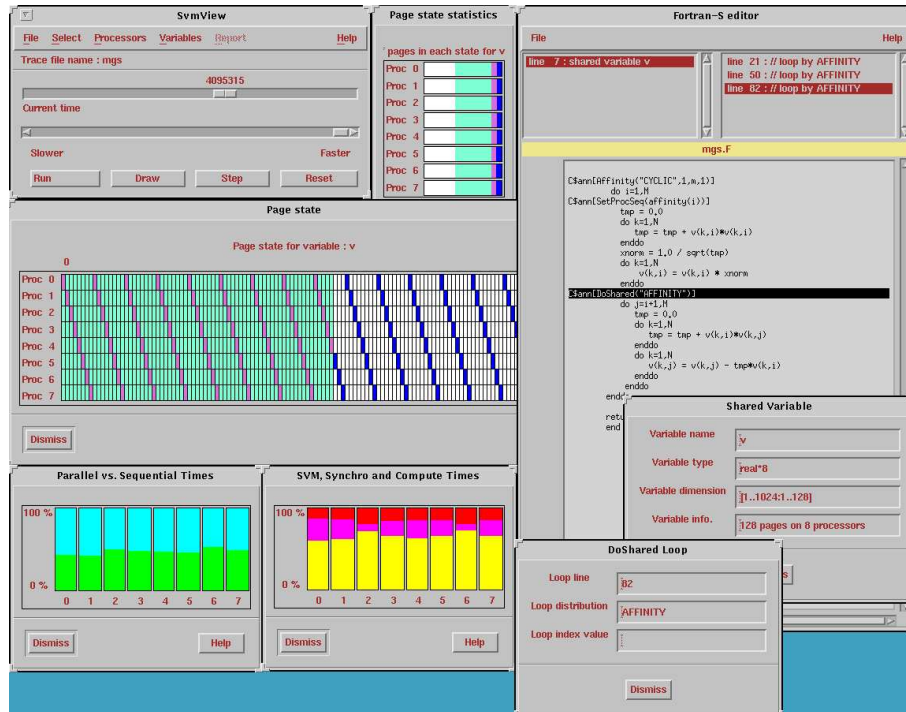 SvmView
File Select Processors Variables Report Help
Trace file name : mgs
4095315
Current time
Slower Faster
Run Draw Step Reset
Page state statistics
pages in each state for v
Proc 0
Proc 1
Proc 2
Proc 3
Proc 4
Proc 5
Proc 6
Proc 7
Fortran-S editor
File Help
line 7 : shared variable v
line 21 : // loop by AFFINITY
line 50 : // loop by AFFINITY
line 82 : // loop by AFFINITY
mgs.F
C$ann[Affinity("CYCLIC",1,m,1)]
do i=1,M
C$ann[SetProcSeq(affinity(i))]
tmp = 0.0
do k=1,N
tmp = tmp + v(k,i)*v(k,i)
enddo
xnorm = 1.0 / sqrt(tmp)
do k=1,N
v(k,i) = v(k,i) * xnorm
enddo
C$ann[DoShared("AFFINITY")]
do j=i+1,M
tmp = 0.0
do k=1,N
tmp = tmp + v(k,i)*v(k,j)
enddo
do k=1,N
v(k,j) = v(k,j) - tmp*v(k,i)
enddo
enddo
endd
retu
end
Page state
Page state for variable : v
0
Proc 0
Proc 1
Proc 2
Proc 3
Proc 4
Proc 5
Proc 6
Proc 7
Dismiss
Parallel vs. Sequential Times
100 %
0 %
0 1 2 3 4 5 6 7
Dismiss Help
SVM, Synchro and Compute Times
100 %
0 %
0 1 2 3 4 5 6 7
Dismiss Help
Shared Variable
Variable name v
Variable type real*8
Variable dimension [1..1024:1..128]
Variable info. 128 pages on 8 processors
s
DoShared Loop
Loop line 82
Loop distribution AFFINITY
Loop index value
Dismiss